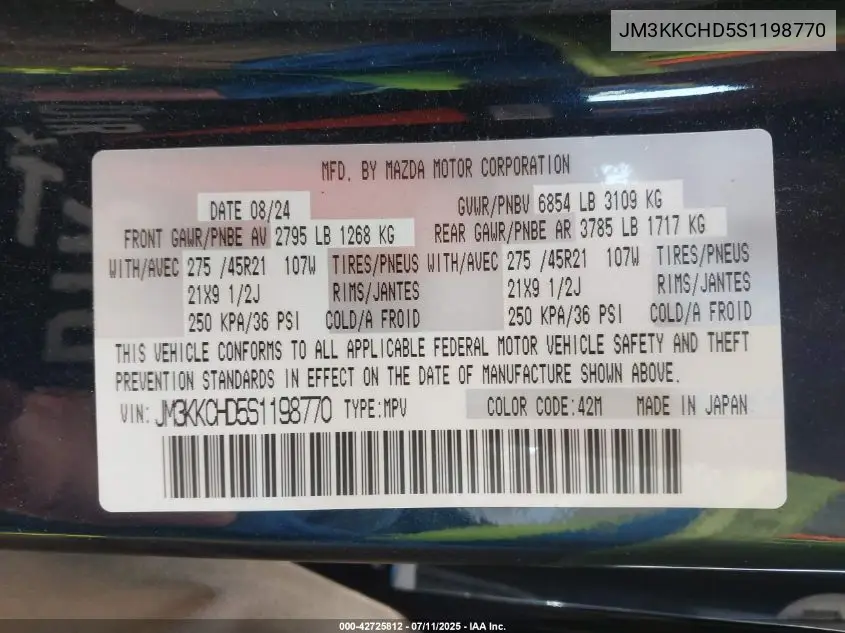 JM3KKCHD5S1198770
MFD. BY MAZDA MOTOR CORPORATION
DATE 08/24 GVWR/PNBV 6854 LB 3109 KG
FRONT GAWR/PNBE AV 2795 LB 1268 KG REAR GAWR/PNBE AR 3785 LB 1717 KG
WITH/AVEC 275 /45R21 107W TIRES/PNEUS WITH/AVEC 275 /45R21 107W TIRES/PNEUS
21X9 1/2J RIMS/JANTES 21X9 1/2J RIMS/JANTES
250 KPA/36 PSI COLD/A FROID 250 KPA/36 PSI COLD/A FROID
THIS VEHICLE CONFORMS TO ALL APPLICABLE FEDERAL MOTOR VEHICLE SAFETY AND THEFT
PREVENTION STANDARDS IN EFFECT ON THE DATE OF MANUFACTURE SHOWN ABOVE.
VIN: JM3KKCHD5S1198770 TYPE:MPV COLOR CODE:42M MADE IN JAPAN
000-42725812 - 07/11/2025 - IAA Inc.